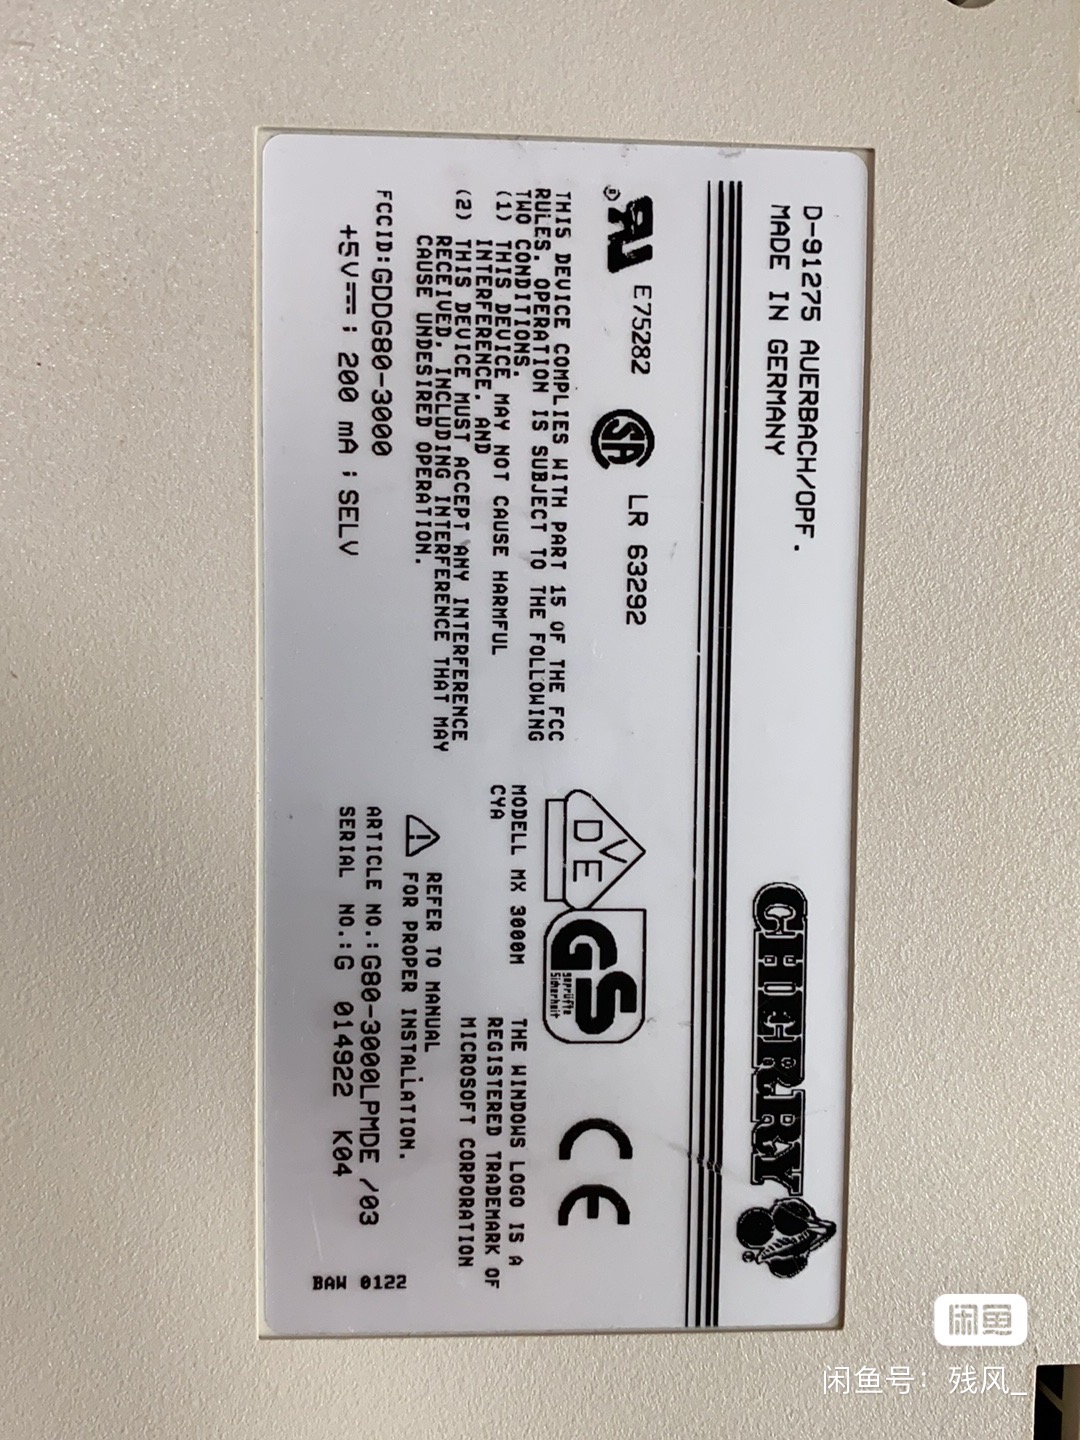 D-91275 AUERBACH/OPF.
MADE IN GERMANY
CHERRY
®
® E75282 SA LR 63292
VDE
GS
geprüfte
Sicherheit
CE
THIS DEVICE COMPLIES WITH PART 15 OF THE FCC
RULES. OPERATION IS SUBJECT TO THE FOLLOWING
TWO CONDITIONS.
(1) THIS DEVICE MAY NOT CAUSE HARMFUL
INTERFERENCE. AND
(2) THIS DEVICE MUST ACCEPT ANY INTERFERENCE
RECEIVED, INCLUDING INTERFERENCE THAT MAY
CAUSE UNDESIRED OPERATION.
FCCID:GDDG80-3000
+5V⎓; 200 mA ; SELV
MODELL MX 3000M
CYA
THE WINDOWS LOGO IS A
REGISTERED TRADEMARK OF
MICROSOFT CORPORATION
REFER TO MANUAL
FOR PROPER INSTALLATION.
ARTICLE NO.:G80-3000LPMDE /03
SERIAL NO.:G 014922 K04
BAW 0122
闲鱼
闲鱼号：残风_